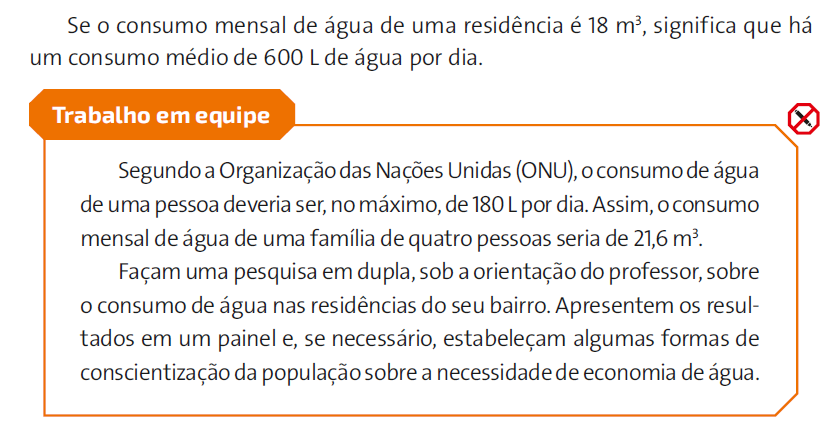 Se o consumo mensal de água de uma residência é 18 m³, significa que há
um consumo médio de 600 L de água por dia.
Trabalho em equipe
Segundo a Organização das Nações Unidas (ONU), o consumo de água
de uma pessoa deveria ser, no máximo, de 180 L por dia. Assim, o consumo
mensal de água de uma família de quatro pessoas seria de 21,6 m³.
Façam uma pesquisa em dupla, sob a orientação do professor, sobre
o consumo de água nas residências do seu bairro. Apresentem os resul-
tados em um painel e, se necessário, estabeleçam algumas formas de
conscientização da população sobre a necessidade de economia de água.